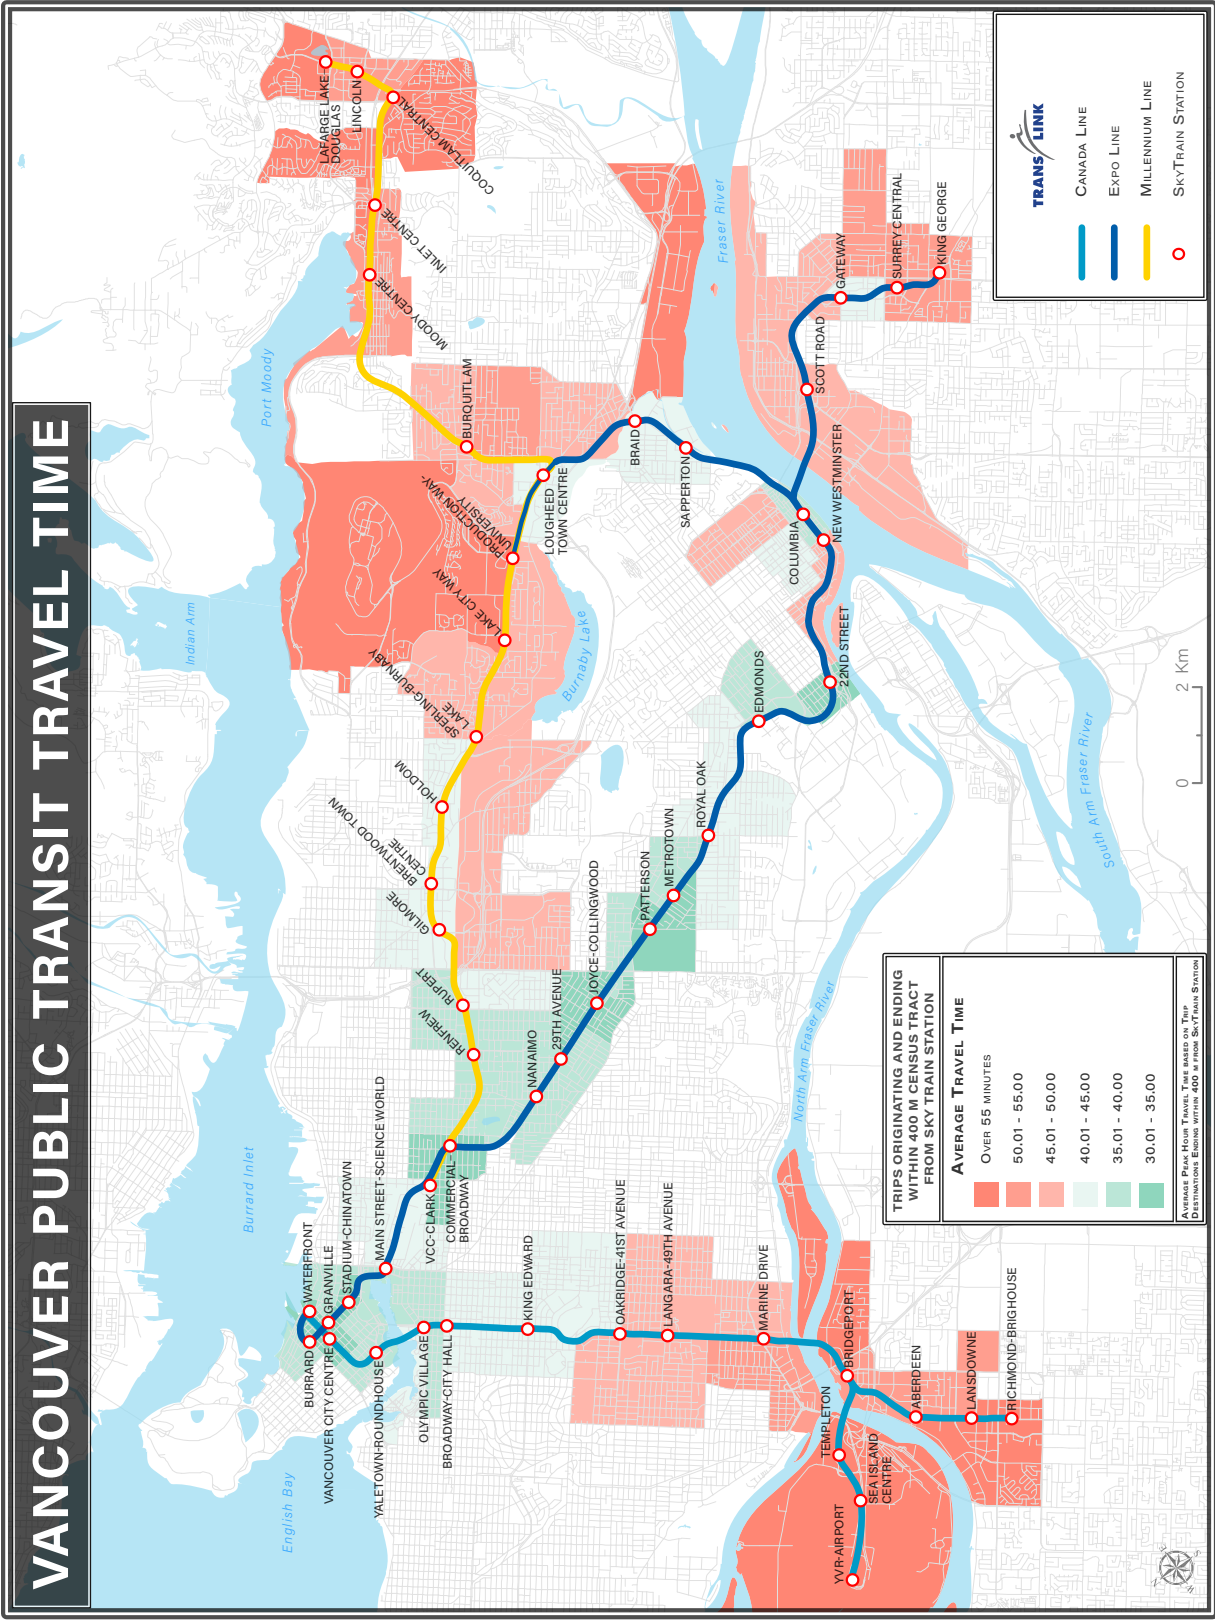 VANCOUVER PUBLIC TRANSIT TRAVEL TIME
Burrard Inlet
English Bay
Indian Arm
Port Moody
Burnaby Lake
Fraser River
North Arm Fraser River
South Arm Fraser River
WATERFRONT
BURRARD
GRANVILLE
VANCOUVER CITY CENTRE
STADIUM-CHINATOWN
YALETOWN-ROUNDHOUSE
MAIN STREET-SCIENCE WORLD
OLYMPIC VILLAGE
BROADWAY-CITY HALL
VCC-CLARK
COMMERCIAL-
BROADWAY
KING EDWARD
OAKRIDGE-41ST AVENUE
LANGARA-49TH AVENUE
MARINE DRIVE
BRIDGEPORT
TEMPLETON
SEA ISLAND
CENTRE
YVR-AIRPORT
ABERDEEN
LANSDOWNE
RICHMOND-BRIGHOUSE
RENFREW
RUPERT
GILMORE
BRENTWOOD TOWN
CENTRE
HOLDOM
SPERLING-BURNABY
LAKE
LAKE CITY WAY
PRODUCTION WAY-
UNIVERSITY
LOUGHEED
TOWN CENTRE
BURQUITLAM
MOODY CENTRE
INLET CENTRE
COQUITLAM CENTRAL
LINCOLN
LAFARGE LAKE-
DOUGLAS
NANAIMO
29TH AVENUE
JOYCE-COLLINGWOOD
PATTERSON
METROTOWN
ROYAL OAK
EDMONDS
22ND STREET
NEW WESTMINSTER
COLUMBIA
SAPPERTON
BRAID
SCOTT ROAD
GATEWAY
SURREY CENTRAL
KING GEORGE
TRIPS ORIGINATING AND ENDING
WITHIN 400 M CENSUS TRACT
FROM SKY TRAIN STATION
AVERAGE TRAVEL TIME
OVER 55 MINUTES
50.01 - 55.00
45.01 - 50.00
40.01 - 45.00
35.01 - 40.00
30.01 - 35.00
AVERAGE PEAK HOUR TRAVEL TIME BASED ON TRIP
DESTINATIONS ENDING WITHIN 400 M FROM SKYTRAIN STATION
0 2 Km
TRANS LINK
CANADA LINE
EXPO LINE
MILLENNIUM LINE
SKYTRAIN STATION
N
E
S
W